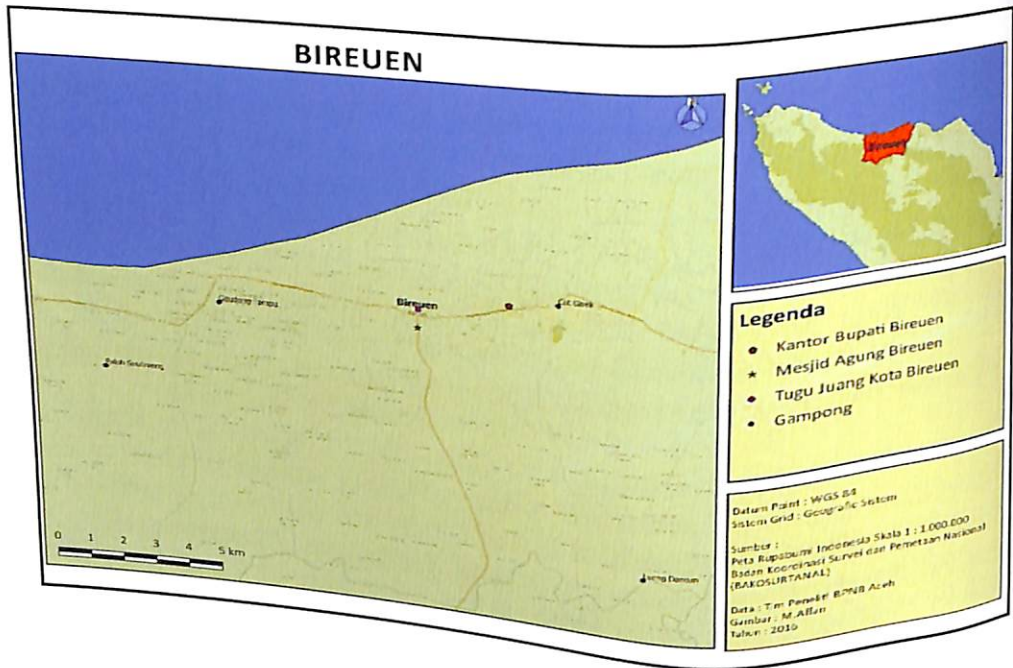 BIREUEN
Bireuen
Bireuen
0 1 2 3 4 5 km
Legenda
Kantor Bupati Bireuen
Mesjid Agung Bireuen
Tugu Juang Kota Bireuen
Gampong
Datum Point : WGS 84
Sistem Grid : Geografic Sistem
Sumber :
Peta Rupabumi Indonesia Skala 1 : 1.000.000
Badan Koordinasi Survei dan Pemetaan Nasional
(BAKOSURTANAL)
Data : Tim Peneliti BPNB Aceh
Gambar : M.Affan
Tahun : 2016